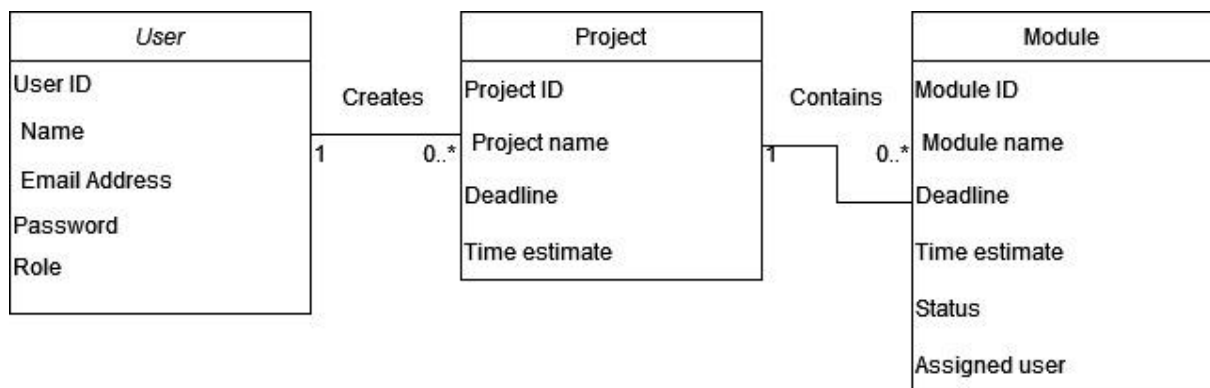 User
User ID
Name
Email Address
Password
Role
Creates
1
0..*
Project
Project ID
Project name
Deadline
Time estimate
Contains
1
0..*
Module
Module ID
Module name
Deadline
Time estimate
Status
Assigned user